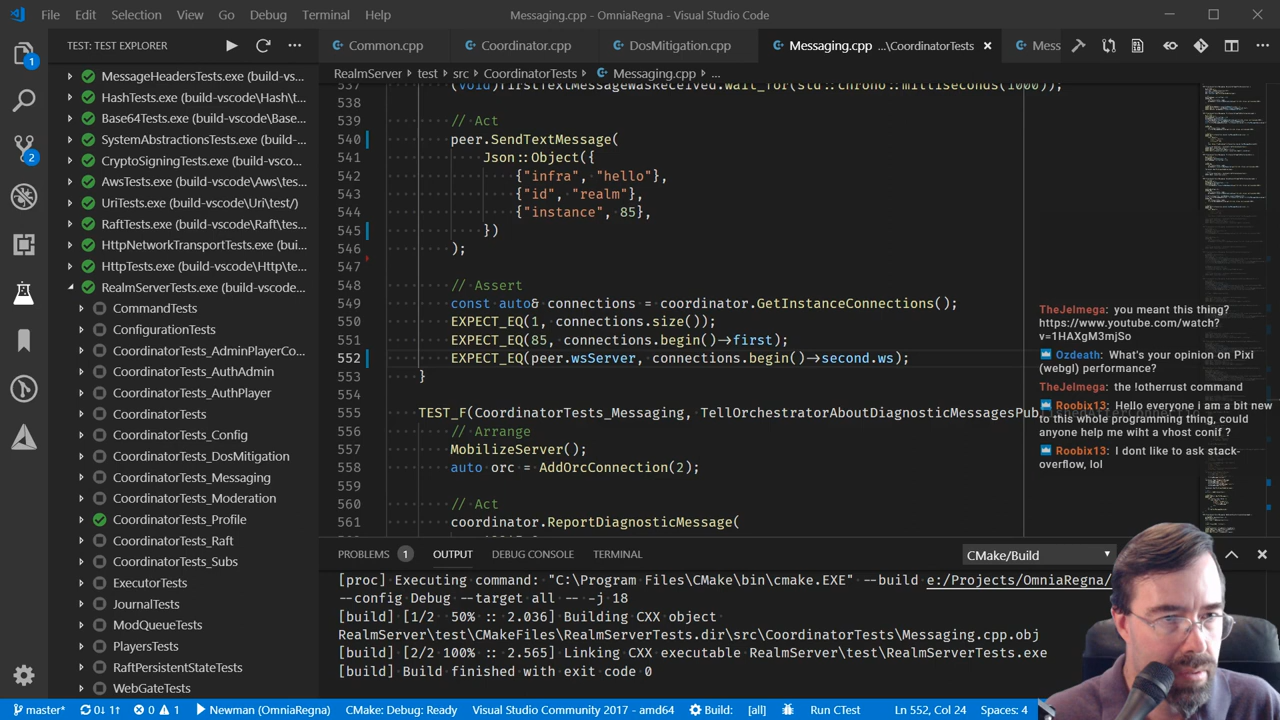 File Edit Selection View Go Debug Terminal Help
Messaging.cpp - OmniaRegna - Visual Studio Code
TEST: TEST EXPLORER
Common.cpp
Coordinator.cpp
DosMitigation.cpp
Messaging.cpp ...\CoordinatorTests
Mess
RealmServer > test > src > CoordinatorTests > Messaging.cpp > ...
1
2
MessageHeadersTests.exe (build-vs...
HashTests.exe (build-vscode\Hash\t...
Base64Tests.exe (build-vscode\Base...
SystemAbstractionsTests.exe (build-...
CryptoSigningTests.exe (build-vsco...
AwsTests.exe (build-vscode\Aws\tes...
UriTests.exe (build-vscode\Uri\test/)
RaftTests.exe (build-vscode\Raft\tes...
HttpNetworkTransportTests.exe (bui...
HttpTests.exe (build-vscode\Http\te...
RealmServerTests.exe (build-vscode...
CommandTests
ConfigurationTests
CoordinatorTests_AdminPlayerCo...
CoordinatorTests_AuthAdmin
CoordinatorTests_AuthPlayer
CoordinatorTests
CoordinatorTests_Config
CoordinatorTests_DosMitigation
CoordinatorTests_Messaging
CoordinatorTests_Moderation
CoordinatorTests_Profile
CoordinatorTests_Raft
CoordinatorTests_Subs
ExecutorTests
JournalTests
ModQueueTests
PlayersTests
RaftPersistentStateTests
WebGateTests
537 (void)firstTextMessageWasReceived.wait_for(std::chrono::milliseconds(1000));
538
539 // Act
540 peer.SendTextMessage(
541 Json::Object({
542 {"infra", "hello"},
543 {"id", "realm"},
544 {"instance", 85},
545 })
546 );
547
548 // Assert
549 const auto& connections = coordinator.GetInstanceConnections();
550 EXPECT_EQ(1, connections.size());
551 EXPECT_EQ(85, connections.begin()->first);
552 EXPECT_EQ(peer.wsServer, connections.begin()->second.ws);
553 }
554
555 TEST_F(CoordinatorTests_Messaging, TellOrchestratorAboutDiagnosticMessagesPub
556 // Arrange
557 MobilizeServer();
558 auto orc = AddOrcConnection(2);
559
560 // Act
561 coordinator.ReportDiagnosticMessage(
TheJelmega: you meant this thing?
https://www.youtube.com/watch?
v=1HAXgM3mjSo
Ozdeath: What's your opinion on Pixi
(webgl) performance?
TheJelmega: the !otherrust command
Roobix13: Hello everyone i am a bit new
to this whole programming thing, could
anyone help me wiht a vhost conif ?
Roobix13: I dont like to ask stack-
overflow, lol
PROBLEMS 1 OUTPUT DEBUG CONSOLE TERMINAL
CMake/Build
[proc] Executing command: "C:\Program Files\CMake\bin\cmake.EXE" --build e:/Projects/OmniaRegna/
--config Debug --target all -- -j 18
[build] [1/2 50% :: 2.036] Building CXX object
RealmServer\test\CMakeFiles\RealmServerTests.dir\src\CoordinatorTests\Messaging.cpp.obj
[build] [2/2 100% :: 2.565] Linking CXX executable RealmServer\test\RealmServerTests.exe
[build] Build finished with exit code 0
master* 0↓ 1↑ 0 1 Newman (OmniaRegna) CMake: Debug: Ready Visual Studio Community 2017 - amd64 Build: [all] Run CTest Ln 552, Col 24 Spaces: 4